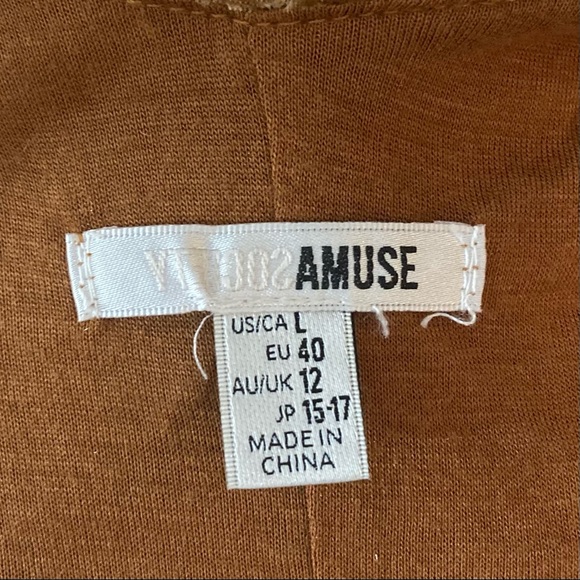 AMUSE
US/CA L
EU 40
AU/UK 12
JP 15-17
MADE IN
CHINA